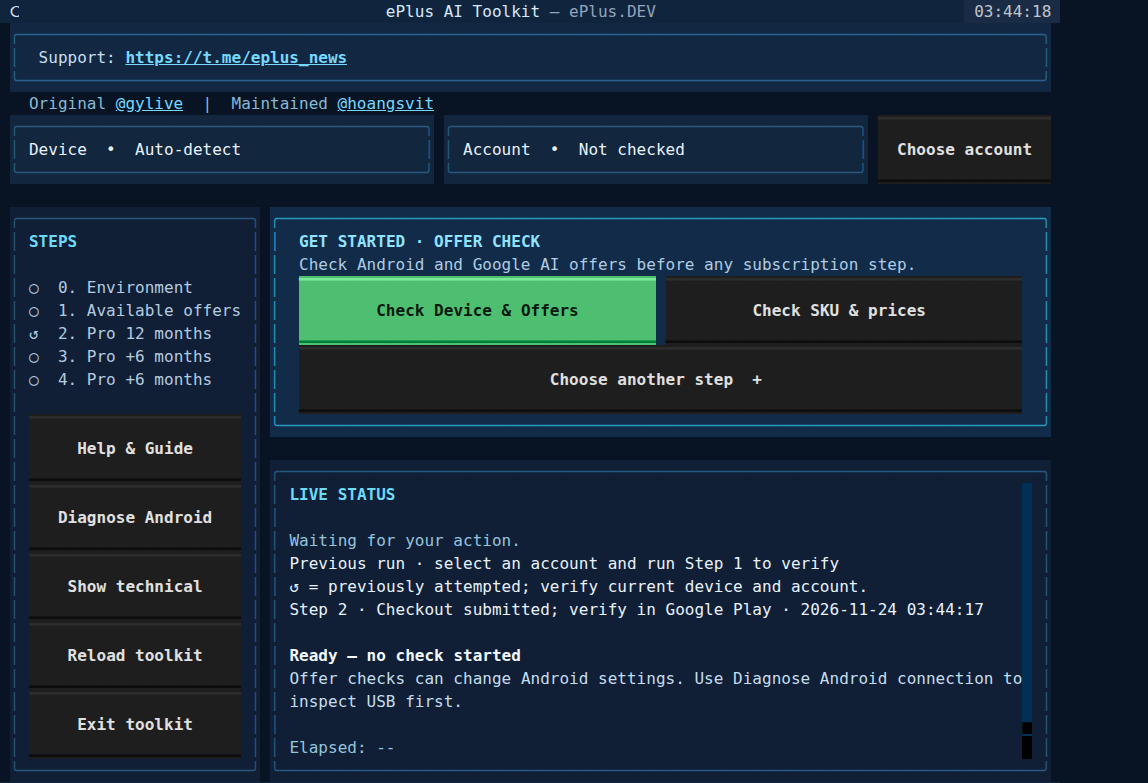 C ePlus AI Toolkit — ePlus.DEV 03:44:18
Support: https://t.me/eplus_news
Original @gylive | Maintained @hoangsvit
Device • Auto-detect
Account • Not checked
Choose account
STEPS
○ 0. Environment
○ 1. Available offers
↺ 2. Pro 12 months
○ 3. Pro +6 months
○ 4. Pro +6 months
Help & Guide
Diagnose Android
Show technical
Reload toolkit
Exit toolkit
GET STARTED · OFFER CHECK
Check Android and Google AI offers before any subscription step.
Check Device & Offers
Check SKU & prices
Choose another step +
LIVE STATUS
Waiting for your action.
Previous run · select an account and run Step 1 to verify
↺ = previously attempted; verify current device and account.
Step 2 · Checkout submitted; verify in Google Play · 2026-11-24 03:44:17
Ready — no check started
Offer checks can change Android settings. Use Diagnose Android connection to
inspect USB first.
Elapsed: --